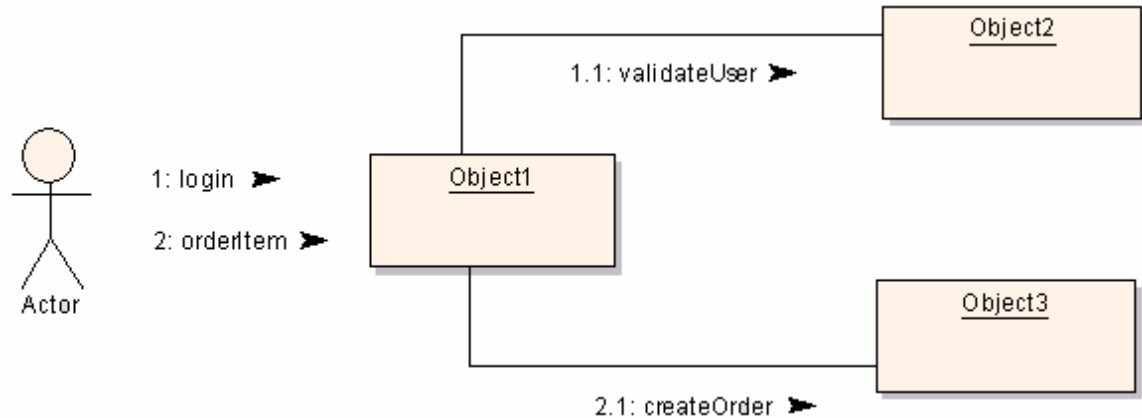 Object2
1.1: validateUser
Object1
1: login
2: orderItem
Actor
Object3
2.1: createOrder